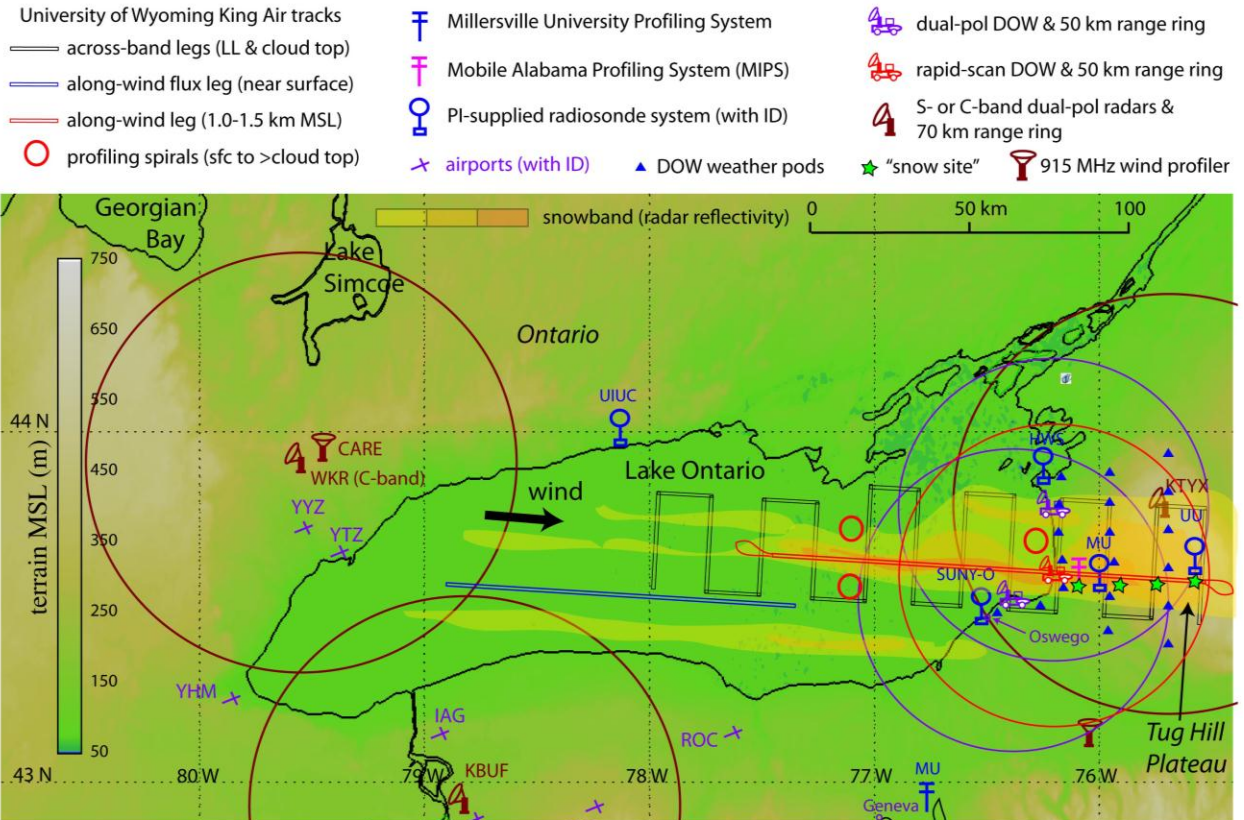 University of Wyoming King Air tracks
across-band legs (LL & cloud top)
along-wind flux leg (near surface)
along-wind leg (1.0-1.5 km MSL)
profiling spirals (sfc to >cloud top)
Millersville University Profiling System
Mobile Alabama Profiling System (MIPS)
PI-supplied radiosonde system (with ID)
airports (with ID)
DOW weather pods
dual-pol DOW & 50 km range ring
rapid-scan DOW & 50 km range ring
S- or C-band dual-pol radars &
70 km range ring
"snow site"
915 MHz wind profiler
Georgian
Bay
snowband (radar reflectivity)
0
50 km
100
Lake
Simcoe
Ontario
terrain MSL (m)
750
650
550
450
350
250
150
50
44 N
43 N
80 W
79 W
78 W
77 W
76 W
UIUC
CARE
WKR (C-band)
YYZ
YTZ
Lake Ontario
wind
HWS
KTYX
UU
MU
SUNY-O
Oswego
YHM
IAG
ROC
KBUF
MU
Geneva
Tug Hill
Plateau